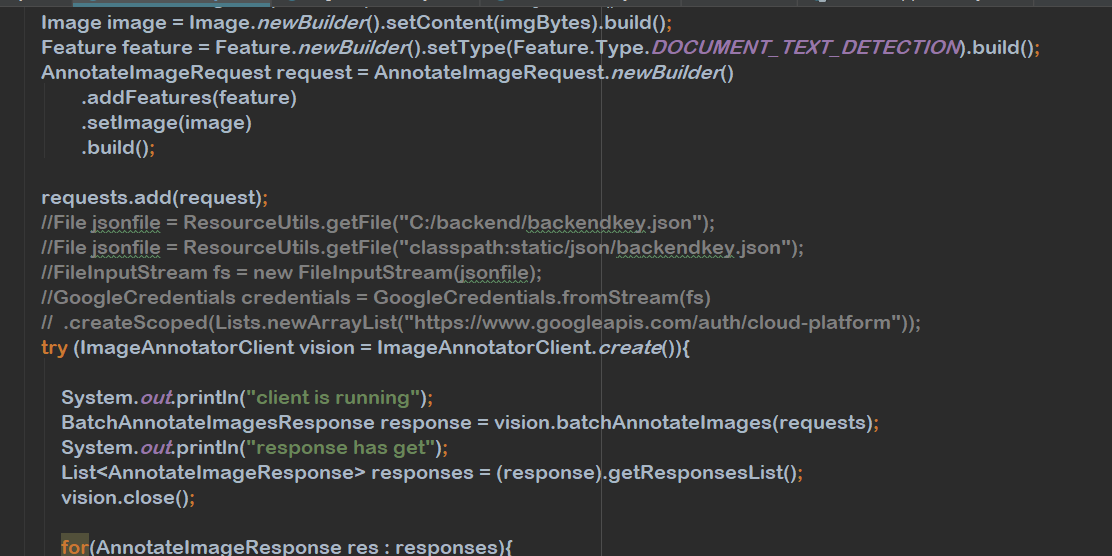 Image image = Image.newBuilder().setContent(imgBytes).build();
Feature feature = Feature.newBuilder().setType(Feature.Type.DOCUMENT_TEXT_DETECTION).build();
AnnotateImageRequest request = AnnotateImageRequest.newBuilder()
.addFeatures(feature)
.setImage(image)
.build();
requests.add(request);
//File jsonfile = ResourceUtils.getFile("C:/backend/backendkey.json");
//File jsonfile = ResourceUtils.getFile("classpath:static/json/backendkey.json");
//FileInputStream fs = new FileInputStream(jsonfile);
//GoogleCredentials credentials = GoogleCredentials.fromStream(fs)
//  .createScoped(Lists.newArrayList("https://www.googleapis.com/auth/cloud-platform"));
try (ImageAnnotatorClient vision = ImageAnnotatorClient.create()){
System.out.println("client is running");
BatchAnnotateImagesResponse response = vision.batchAnnotateImages(requests);
System.out.println("response has get");
List<AnnotateImageResponse> responses = (response).getResponsesList();
vision.close();
for(AnnotateImageResponse res : responses){